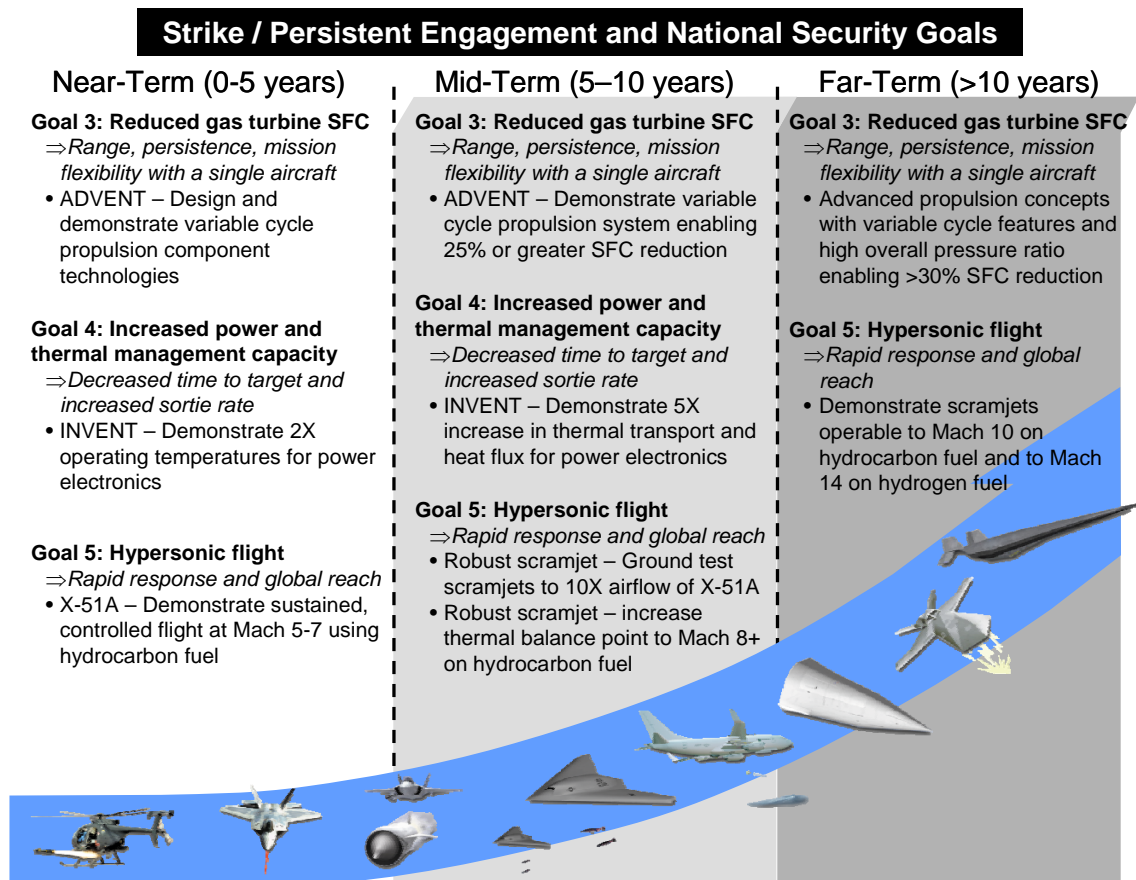 Strike / Persistent Engagement and National Security Goals
Near-Term (0-5 years)
Goal 3: Reduced gas turbine SFC
⇒Range, persistence, mission
flexibility with a single aircraft
• ADVENT – Design and
demonstrate variable cycle
propulsion component
technologies
Goal 4: Increased power and
thermal management capacity
⇒Decreased time to target and
increased sortie rate
• INVENT – Demonstrate 2X
operating temperatures for power
electronics
Goal 5: Hypersonic flight
⇒Rapid response and global reach
• X-51A – Demonstrate sustained,
controlled flight at Mach 5-7 using
hydrocarbon fuel
Mid-Term (5–10 years)
Goal 3: Reduced gas turbine SFC
⇒Range, persistence, mission
flexibility with a single aircraft
• ADVENT – Demonstrate variable
cycle propulsion system enabling
25% or greater SFC reduction
Goal 4: Increased power and
thermal management capacity
⇒Decreased time to target and
increased sortie rate
• INVENT – Demonstrate 5X
increase in thermal transport and
heat flux for power electronics
Goal 5: Hypersonic flight
⇒Rapid response and global reach
• Robust scramjet – Ground test
scramjets to 10X airflow of X-51A
• Robust scramjet – increase
thermal balance point to Mach 8+
on hydrocarbon fuel
Far-Term (>10 years)
Goal 3: Reduced gas turbine SFC
⇒Range, persistence, mission
flexibility with a single aircraft
• Advanced propulsion concepts
with variable cycle features and
high overall pressure ratio
enabling >30% SFC reduction
Goal 5: Hypersonic flight
⇒Rapid response and global
reach
• Demonstrate scramjets
operable to Mach 10 on
hydrocarbon fuel and to Mach
14 on hydrogen fuel